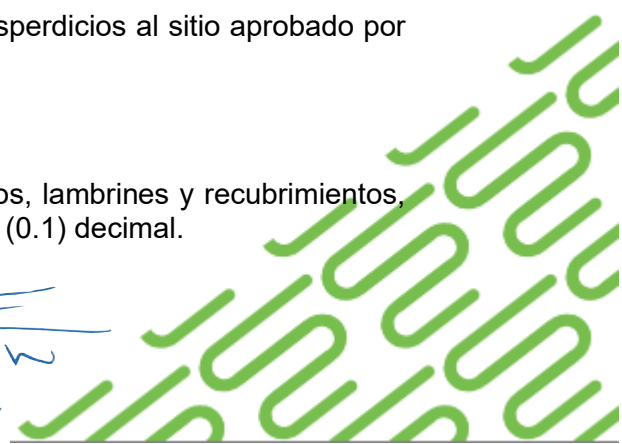 sperdicios al sitio aprobado por
os, lambrines y recubrimientos,
(0.1) decimal.